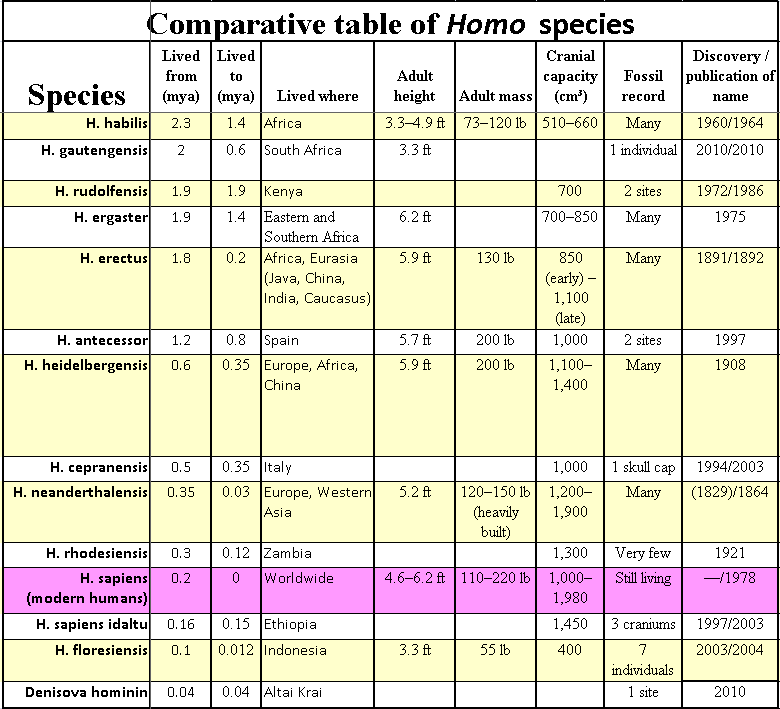 Comparative table of Homo species
Species | Lived from (mya) | Lived to (mya) | Lived where | Adult height | Adult mass | Cranial capacity (cm³) | Fossil record | Discovery / publication of name
H. habilis | 2.3 | 1.4 | Africa | 3.3–4.9 ft | 73–120 lb | 510–660 | Many | 1960/1964
H. gautengensis | 2 | 0.6 | South Africa | 3.3 ft | | | 1 individual | 2010/2010
H. rudolfensis | 1.9 | 1.9 | Kenya | | | 700 | 2 sites | 1972/1986
H. ergaster | 1.9 | 1.4 | Eastern and Southern Africa | 6.2 ft | | 700–850 | Many | 1975
H. erectus | 1.8 | 0.2 | Africa, Eurasia (Java, China, India, Caucasus) | 5.9 ft | 130 lb | 850 (early) – 1,100 (late) | Many | 1891/1892
H. antecessor | 1.2 | 0.8 | Spain | 5.7 ft | 200 lb | 1,000 | 2 sites | 1997
H. heidelbergensis | 0.6 | 0.35 | Europe, Africa, China | 5.9 ft | 200 lb | 1,100–1,400 | Many | 1908
H. cepranensis | 0.5 | 0.35 | Italy | | | 1,000 | 1 skull cap | 1994/2003
H. neanderthalensis | 0.35 | 0.03 | Europe, Western Asia | 5.2 ft | 120–150 lb (heavily built) | 1,200–1,900 | Many | (1829)/1864
H. rhodesiensis | 0.3 | 0.12 | Zambia | | | 1,300 | Very few | 1921
H. sapiens (modern humans) | 0.2 | 0 | Worldwide | 4.6–6.2 ft | 110–220 lb | 1,000–1,980 | Still living | —/1978
H. sapiens idaltu | 0.16 | 0.15 | Ethiopia | | | 1,450 | 3 craniums | 1997/2003
H. floresiensis | 0.1 | 0.012 | Indonesia | 3.3 ft | 55 lb | 400 | 7 individuals | 2003/2004
Denisova hominin | 0.04 | 0.04 | Altai Krai | | | | 1 site | 2010